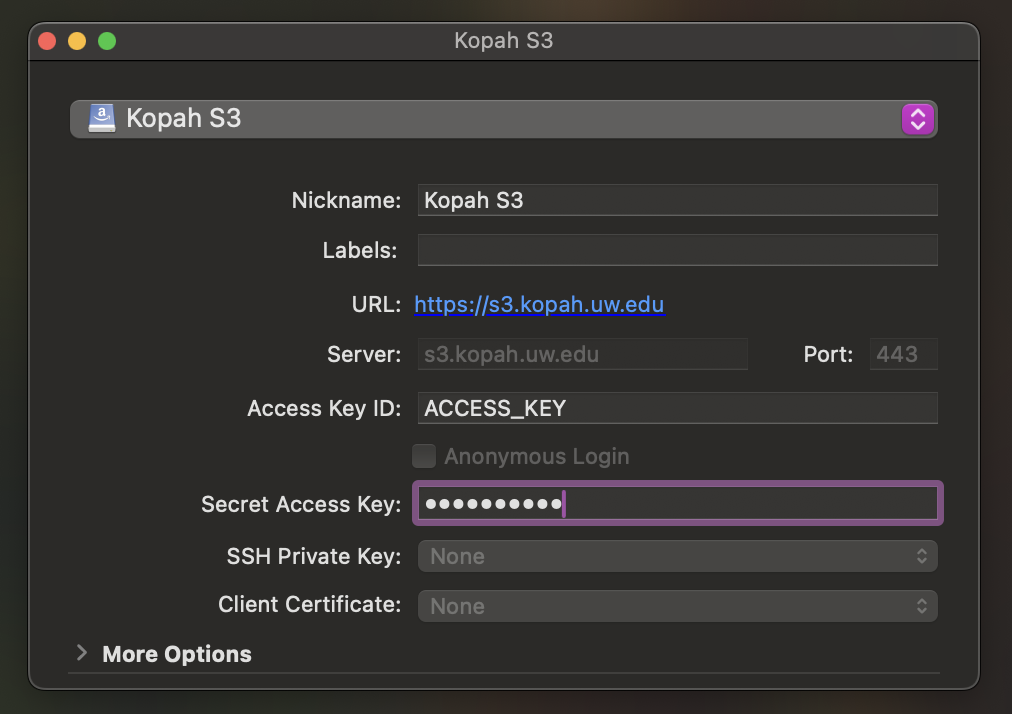 Kopah S3
Kopah S3
Nickname: Kopah S3
Labels:
URL: https://s3.kopah.uw.edu
Server: s3.kopah.uw.edu Port: 443
Access Key ID: ACCESS_KEY
Anonymous Login
Secret Access Key: ••••••••••
SSH Private Key: None
Client Certificate: None
More Options